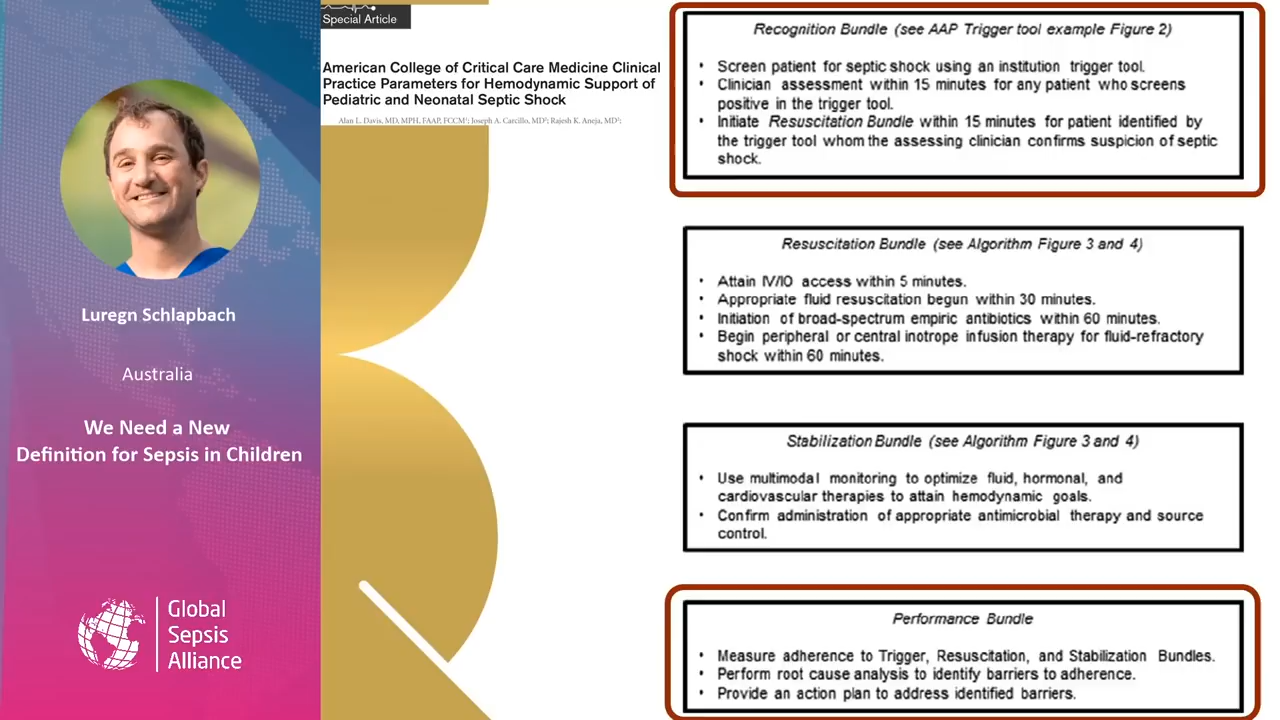 Luregn Schlapbach
Australia
We Need a New
Definition for Sepsis in Children
Global
Sepsis
Alliance
Special Article
American College of Critical Care Medicine Clinical
Practice Parameters for Hemodynamic Support of
Pediatric and Neonatal Septic Shock
Alan L. Davis, MD, MPH, FAAP, FCCM¹; Joseph A. Carcillo, MD²; Rajesh K. Aneja, MD²;
Recognition Bundle (see AAP Trigger tool example Figure 2)
• Screen patient for septic shock using an institution trigger tool.
• Clinician assessment within 15 minutes for any patient who screens
positive in the trigger tool.
• Initiate Resuscitation Bundle within 15 minutes for patient identified by
the trigger tool whom the assessing clinician confirms suspicion of septic
shock.
Resuscitation Bundle (see Algorithm Figure 3 and 4)
• Attain IV/IO access within 5 minutes.
• Appropriate fluid resuscitation begun within 30 minutes.
• Initiation of broad-spectrum empiric antibiotics within 60 minutes.
• Begin peripheral or central inotrope infusion therapy for fluid-refractory
shock within 60 minutes.
Stabilization Bundle (see Algorithm Figure 3 and 4)
• Use multimodal monitoring to optimize fluid, hormonal, and
cardiovascular therapies to attain hemodynamic goals.
• Confirm administration of appropriate antimicrobial therapy and source
control.
Performance Bundle
• Measure adherence to Trigger, Resuscitation, and Stabilization Bundles.
• Perform root cause analysis to identify barriers to adherence.
• Provide an action plan to address identified barriers.